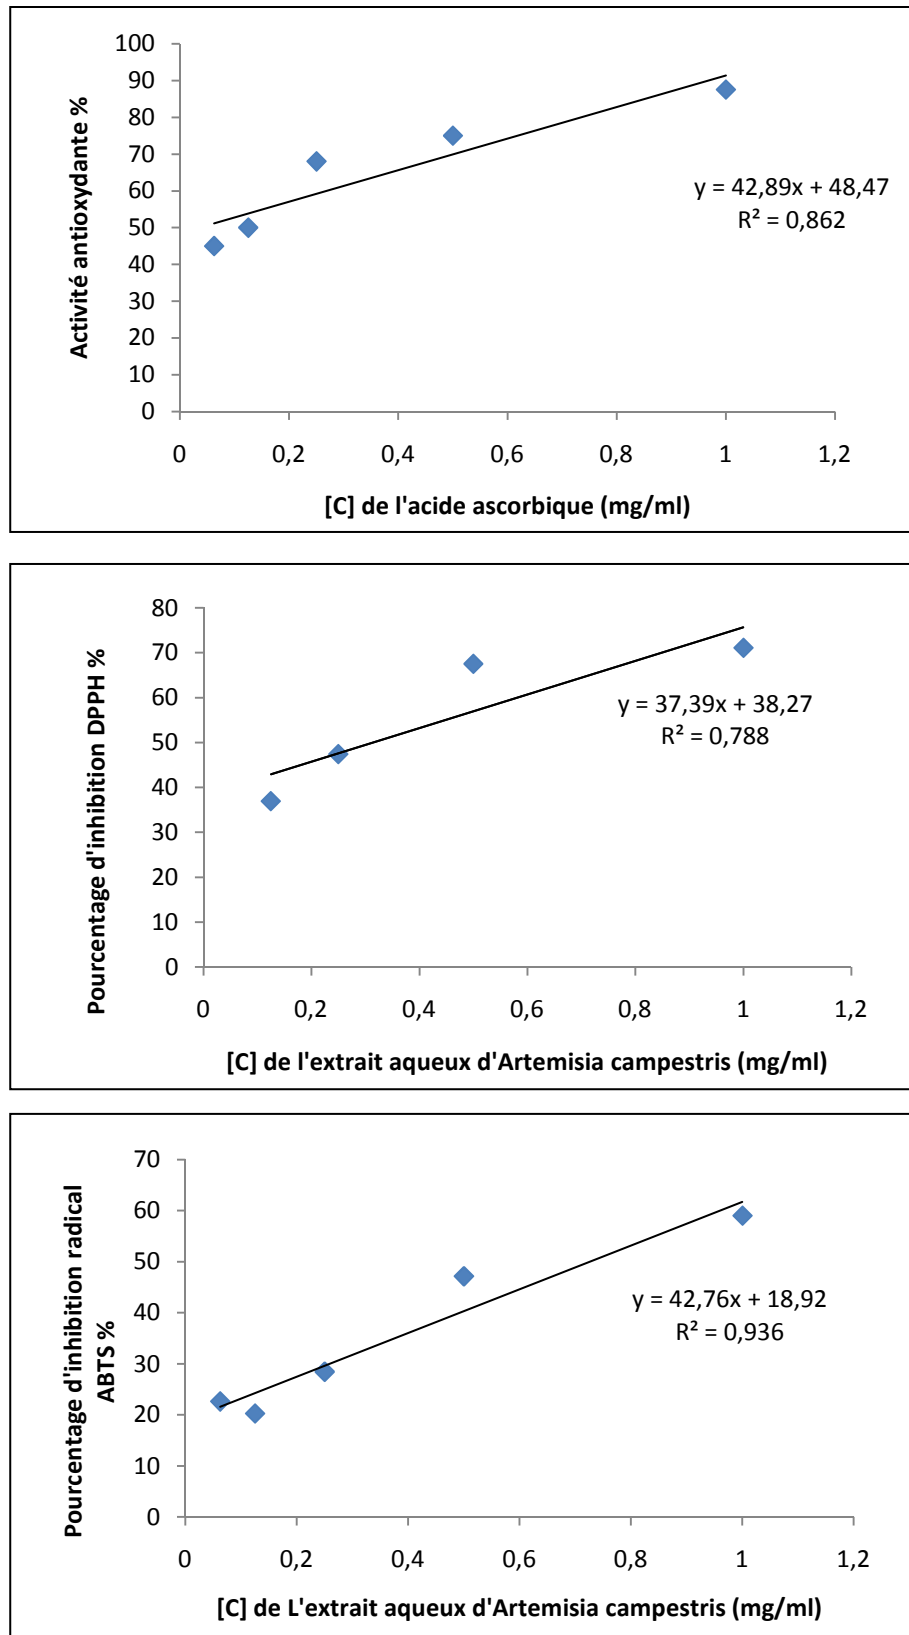 100
90
80
70
60
50
40
30
20
10
0
Activité antioxydante %
y = 42,89x + 48,47
R² = 0,862
0 0,2 0,4 0,6 0,8 1 1,2
[C] de l'acide ascorbique (mg/ml)
80
70
60
50
40
30
20
10
0
Pourcentage d'inhibition DPPH %
y = 37,39x + 38,27
R² = 0,788
0 0,2 0,4 0,6 0,8 1 1,2
[C] de l'extrait aqueux d'Artemisia campestris (mg/ml)
70
60
50
40
30
20
10
0
Pourcentage d'inhibition radical
ABTS %
y = 42,76x + 18,92
R² = 0,936
0 0,2 0,4 0,6 0,8 1 1,2
[C] de L'extrait aqueux d'Artemisia campestris (mg/ml)